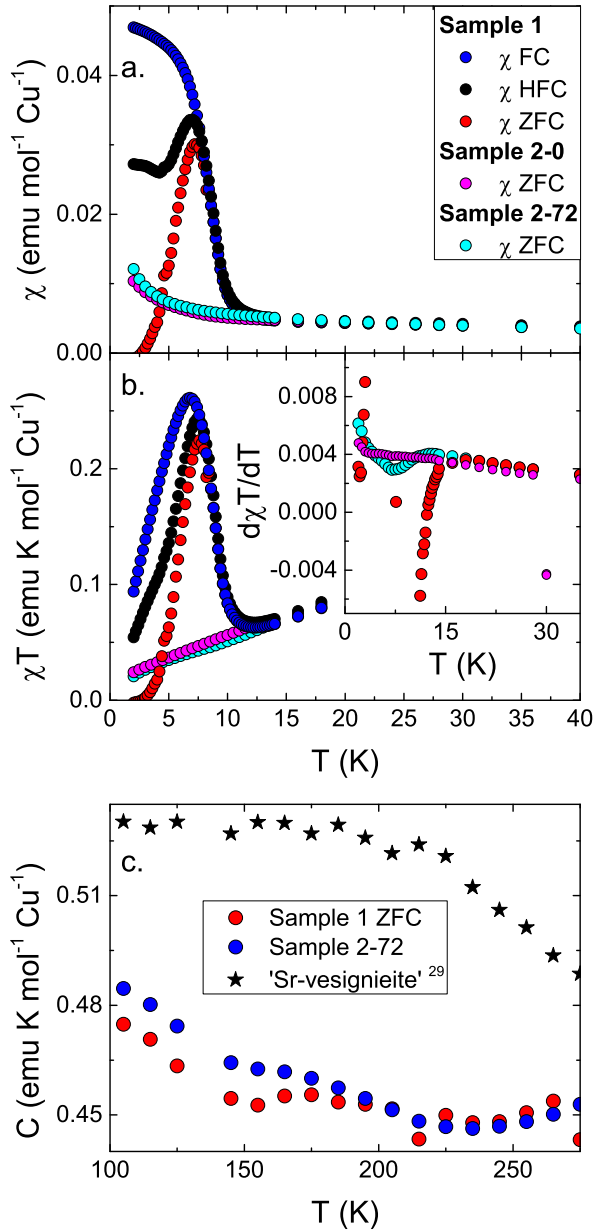 a.
χ (emu mol⁻¹ Cu⁻¹)
0.04
0.02
0.00
Sample 1
χ FC
χ HFC
χ ZFC
Sample 2-0
χ ZFC
Sample 2-72
χ ZFC
b.
χT (emu K mol⁻¹ Cu⁻¹)
0.2
0.1
0.0
0 5 10 15 20 25 30 35 40
T (K)
dχT/dT
0.008
0.004
0.000
-0.004
0 15 30
T (K)
c.
C (emu K mol⁻¹ Cu⁻¹)
0.51
0.48
0.45
Sample 1 ZFC
Sample 2-72
'Sr-vesignieite' ²⁹
100 150 200 250
T (K)